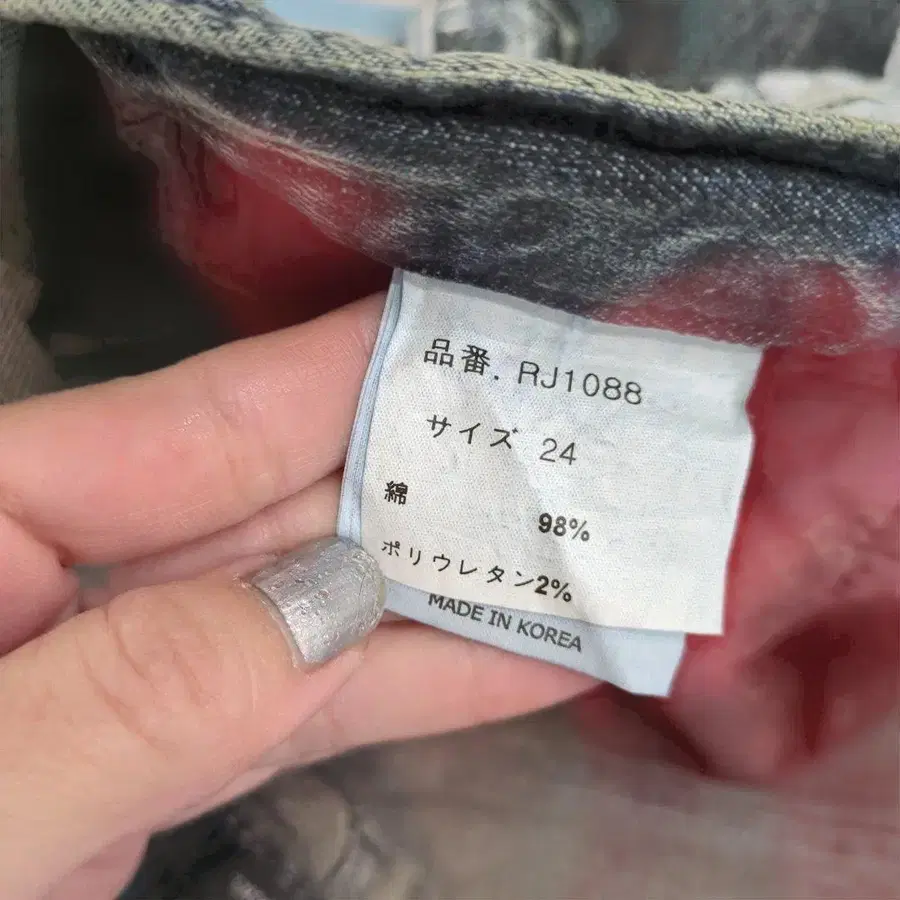 品番. RJ1088
サイズ 24
綿 98%
ポリウレタン2%
MADE IN KOREA